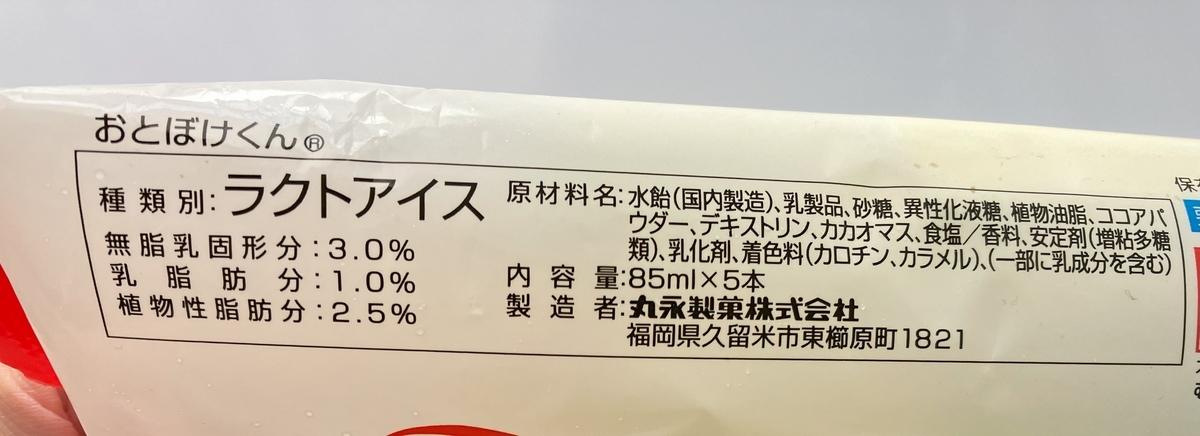 おとぼけくん®
種類別:ラクトアイス
無脂乳固形分:3.0%
乳脂肪分:1.0%
植物性脂肪分:2.5%
原材料名:水飴(国内製造)、乳製品、砂糖、異性化液糖、植物油脂、ココアパ
ウダー、デキストリン、カカオマス、食塩／香料、安定剤(増粘多糖
類)、乳化剤、着色料(カロチン、カラメル)、(一部に乳成分を含む)
内容量:85ml×5本
製造者:丸永製菓株式会社
福岡県久留米市東櫛原町1821